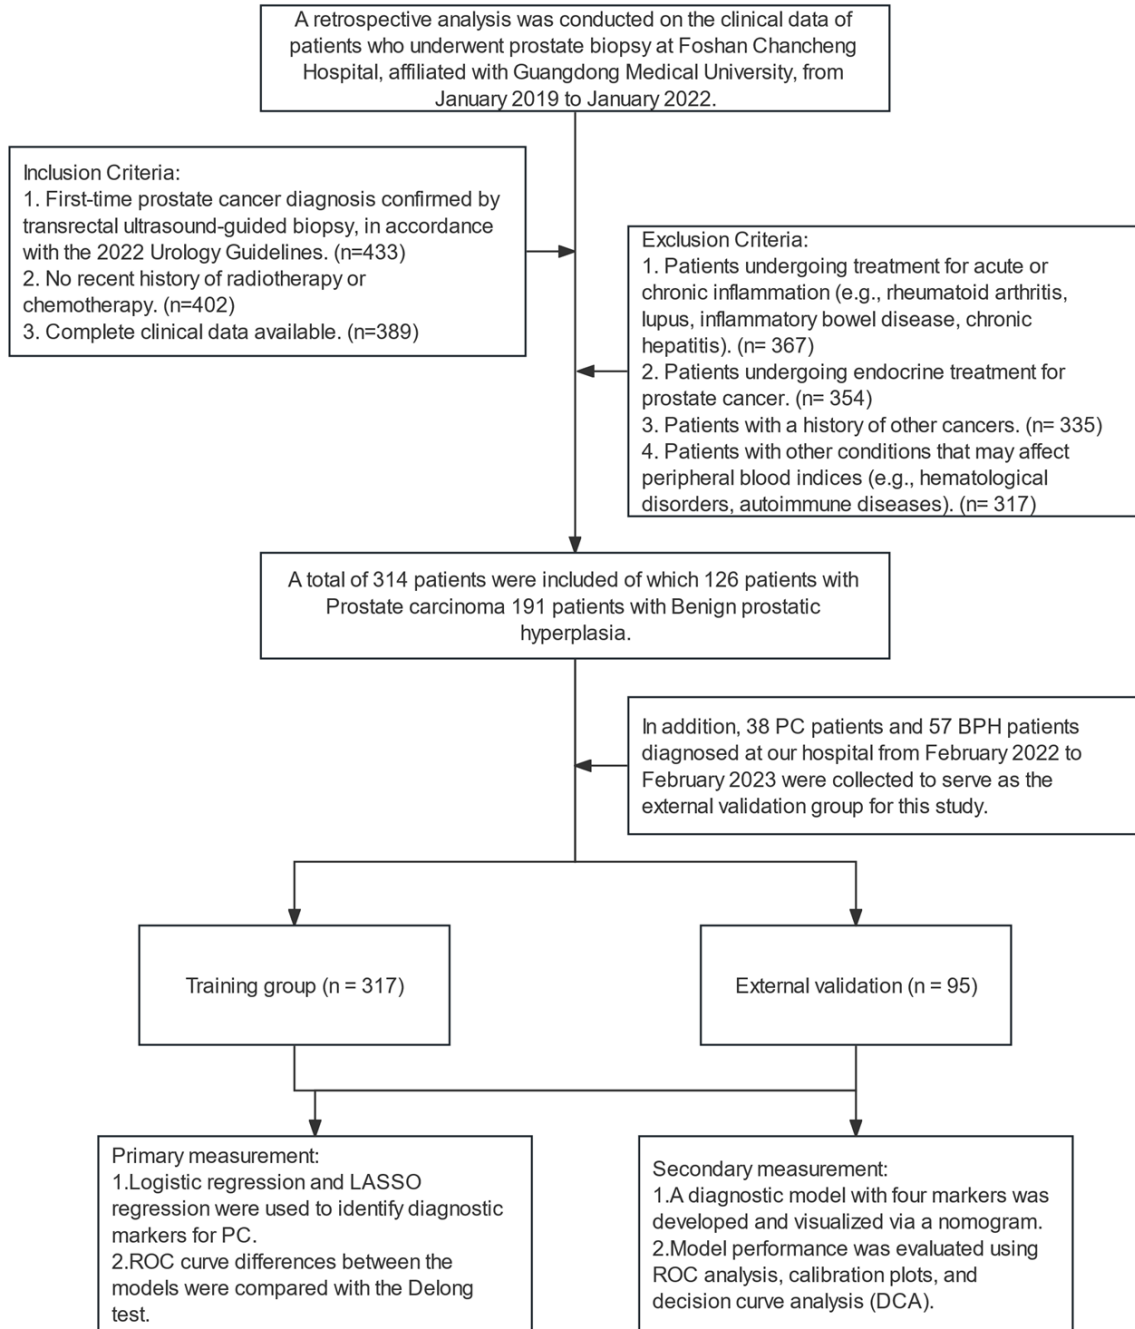 A retrospective analysis was conducted on the clinical data of
patients who underwent prostate biopsy at Foshan Chancheng
Hospital, affiliated with Guangdong Medical University, from
January 2019 to January 2022.
Inclusion Criteria:
1. First-time prostate cancer diagnosis confirmed by
transrectal ultrasound-guided biopsy, in accordance
with the 2022 Urology Guidelines. (n=433)
2. No recent history of radiotherapy or
chemotherapy. (n=402)
3. Complete clinical data available. (n=389)
Exclusion Criteria:
1. Patients undergoing treatment for acute or
chronic inflammation (e.g., rheumatoid arthritis,
lupus, inflammatory bowel disease, chronic
hepatitis). (n= 367)
2. Patients undergoing endocrine treatment for
prostate cancer. (n= 354)
3. Patients with a history of other cancers. (n= 335)
4. Patients with other conditions that may affect
peripheral blood indices (e.g., hematological
disorders, autoimmune diseases). (n= 317)
A total of 314 patients were included of which 126 patients with
Prostate carcinoma 191 patients with Benign prostatic
hyperplasia.
In addition, 38 PC patients and 57 BPH patients
diagnosed at our hospital from February 2022 to
February 2023 were collected to serve as the
external validation group for this study.
Training group (n = 317)
External validation (n = 95)
Primary measurement:
1.Logistic regression and LASSO
regression were used to identify diagnostic
markers for PC.
2.ROC curve differences between the
models were compared with the Delong
test.
Secondary measurement:
1.A diagnostic model with four markers was
developed and visualized via a nomogram.
2.Model performance was evaluated using
ROC analysis, calibration plots, and
decision curve analysis (DCA).